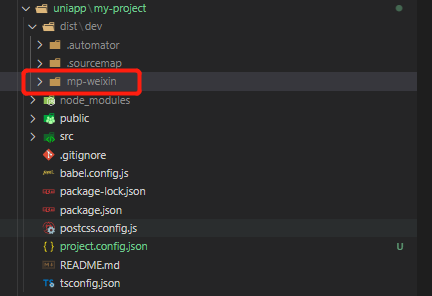 uniapp\my-project
dist\dev
.automator
.sourcemap
mp-weixin
node_modules
public
src
.gitignore
babel.config.js
package-lock.json
package.json
postcss.config.js
{ } project.config.json U
README.md
TS tsconfig.json